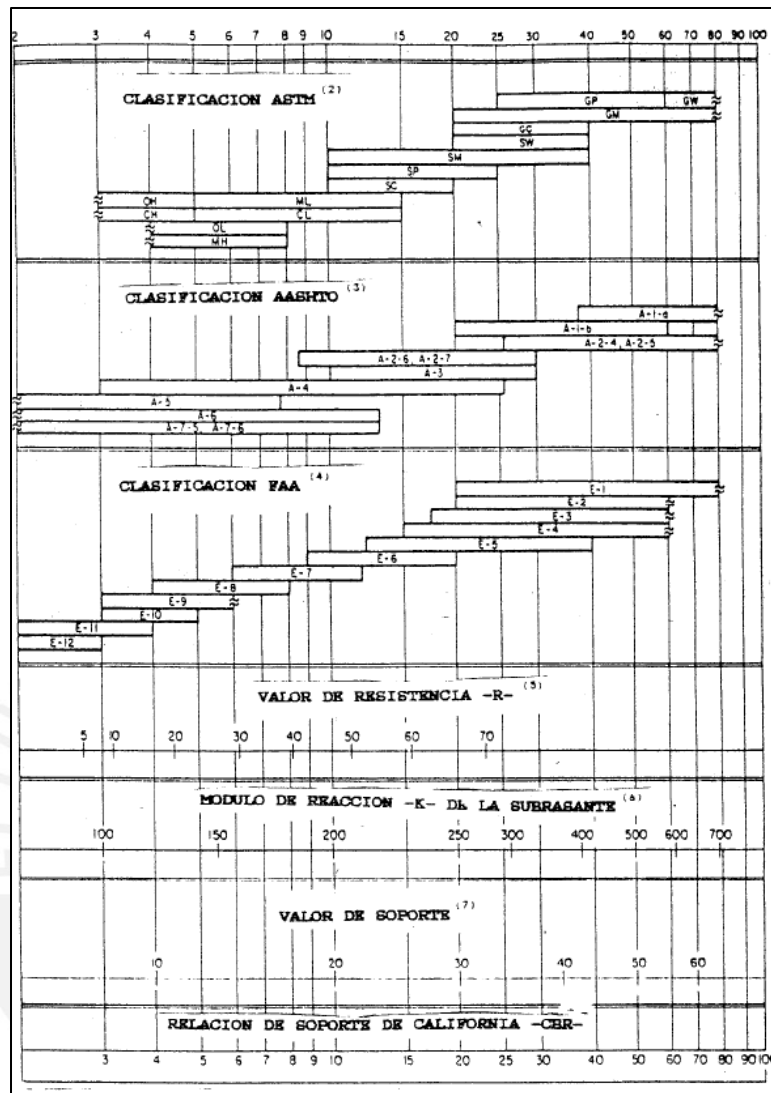 2 3 4 5 6 7 8 9 10 15 20 25 30 40 50 60 70 80 90 100
CLASIFICACION ASTM (2)
GP GW
GM
GC
SW
SM
SP
SC
OH ML
CH CL
OL
MH
CLASIFICACION AASHTO (3)
A-1-a
A-1-b
A-2-4, A-2-5
A-2-6, A-2-7
A-3
A-4
A-5
A-6
A-7-5, A-7-6
CLASIFICACION FAA (4)
E-1
E-2
E-3
E-4
E-5
E-6
E-7
E-8
E-9
E-10
E-11
E-12
VALOR DE RESISTENCIA -R- (5)
5 10 20 30 40 50 60 70
MODULO DE REACCION -K- DE LA SUBRASANTE (6)
100 150 200 250 300 400 500 600 700
VALOR DE SOPORTE (7)
10 20 30 40 50 60
RELACION DE SOPORTE DE CALIFORNIA -CBR-
3 4 5 6 7 8 9 10 15 20 25 30 40 50 60 70 80 90 100